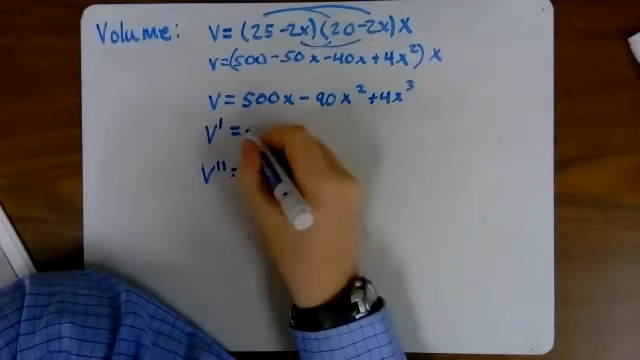 Volume: V = (25 - 2x)(20 - 2x) x
V = (500 - 50x - 40x + 4x²) x
V = 500x - 90x² + 4x³
V' =
V'' =